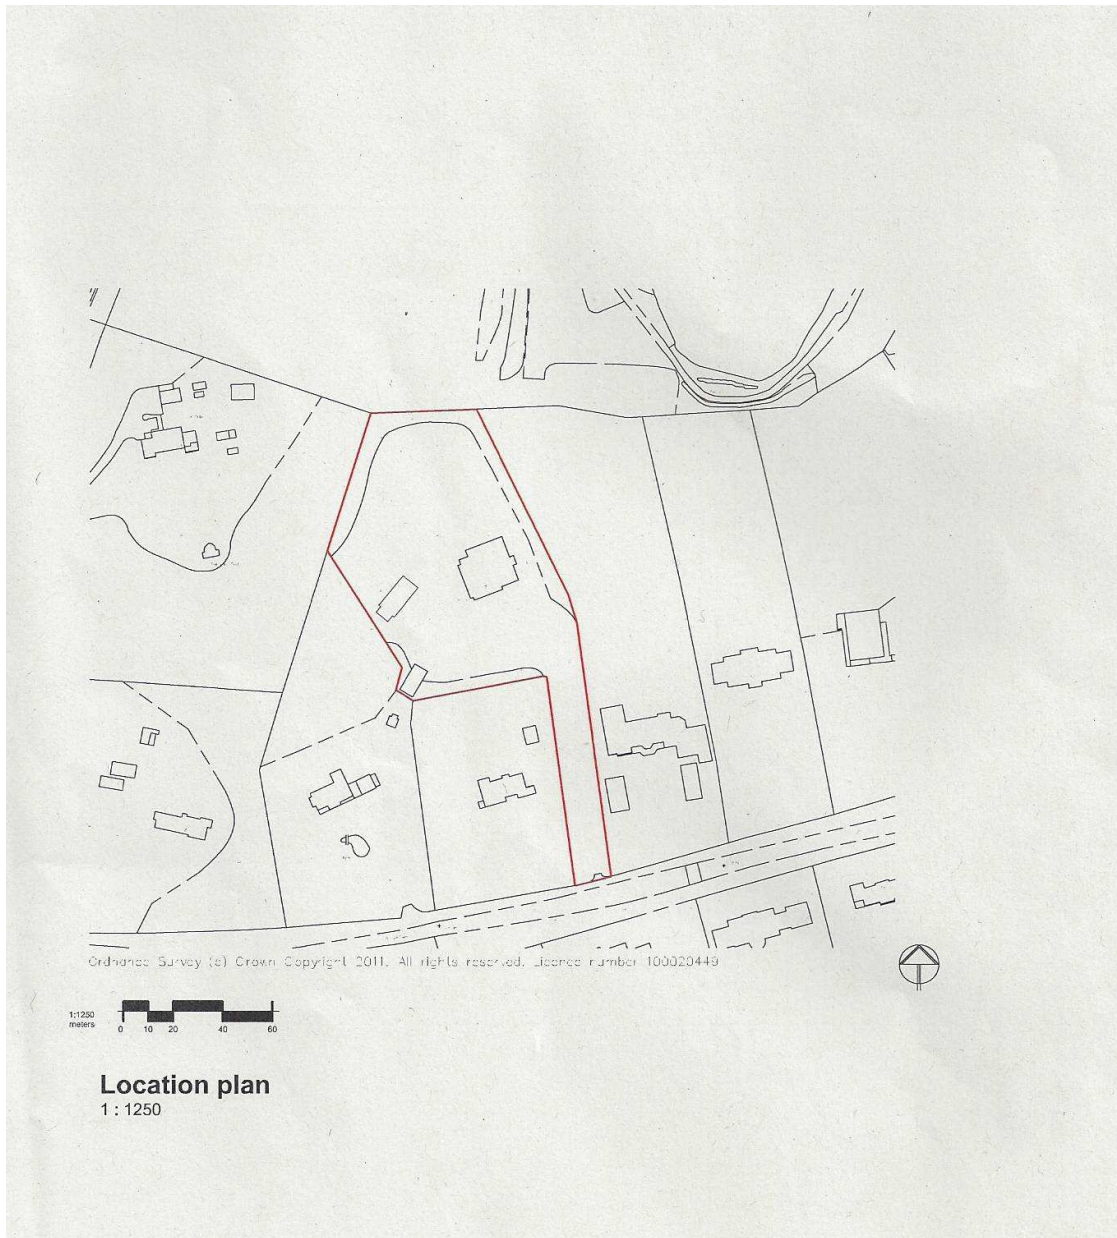 Ordnance Survey (c) Crown Copyright 2011. All rights reserved. Licence number 100020449
1:1250
meters
0 10 20 40 60
Location plan
1 : 1250